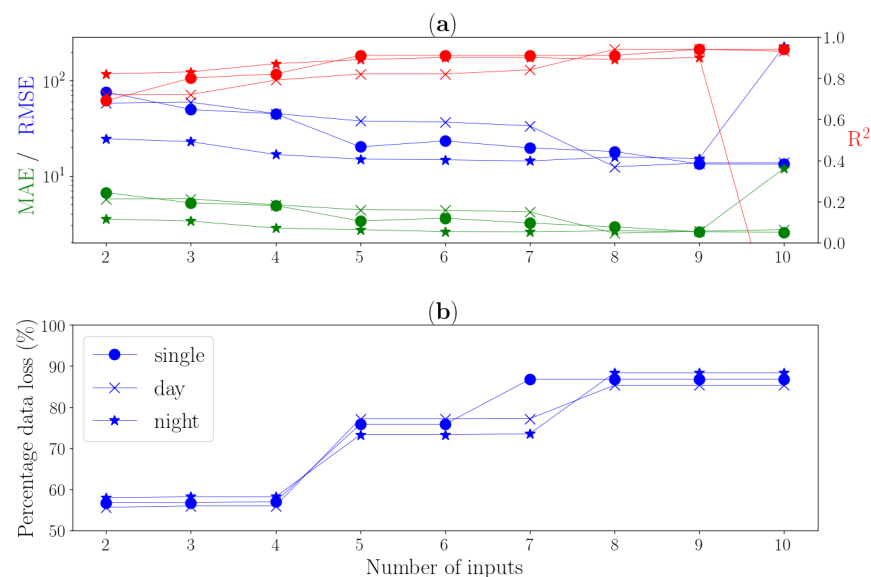 (a)
MAE / RMSE
10²
10¹
1.0
0.8
0.6
0.4
0.2
0.0
R²
2 3 4 5 6 7 8 9 10
(b)
Percentage data loss (%)
100
90
80
70
60
50
single
day
night
2 3 4 5 6 7 8 9 10
Number of inputs